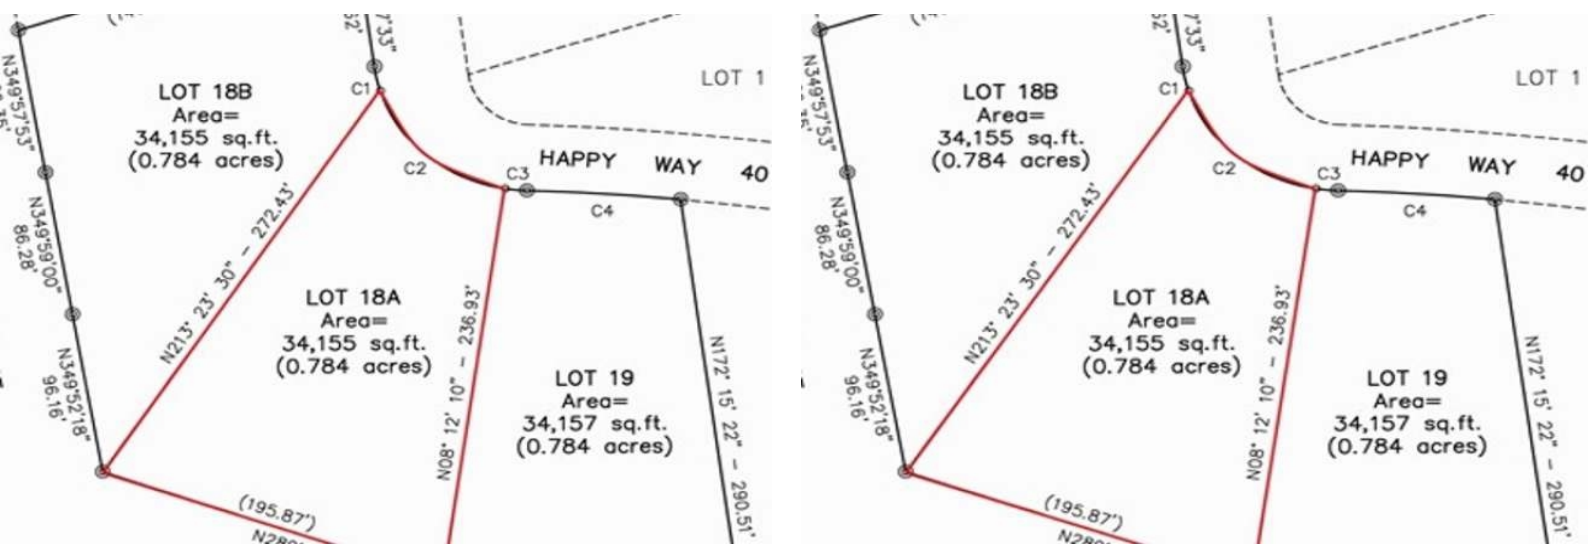 7'33"
LOT 1
C1
LOT 18B
Area=
34,155 sq.ft.
(0.784 acres)
N349°57'53"
HAPPY WAY 40
C2
C3
C4
N349°59'00"
86.28'
N213° 23' 30" – 272.43'
LOT 18A
Area=
34,155 sq.ft.
(0.784 acres)
N08° 12' 10" – 236.93'
N349°52'18"
96.16'
LOT 19
Area=
34,157 sq.ft.
(0.784 acres)
N172° 15' 22" – 290.51'
(195.87')
7'33"
LOT 1
C1
LOT 18B
Area=
34,155 sq.ft.
(0.784 acres)
N349°57'53"
HAPPY WAY 40
C2
C3
C4
N349°59'00"
86.28'
N213° 23' 30" – 272.43'
LOT 18A
Area=
34,155 sq.ft.
(0.784 acres)
N08° 12' 10" – 236.93'
N349°52'18"
96.16'
LOT 19
Area=
34,157 sq.ft.
(0.784 acres)
N172° 15' 22" – 290.51'
(195.87')